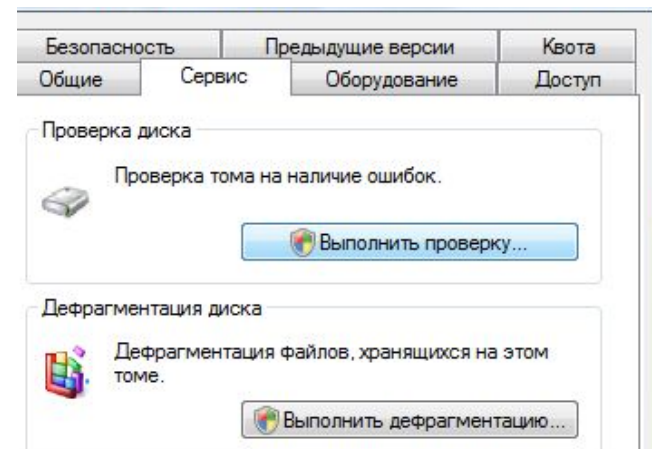 Безопасность Предыдущие версии Квота
Общие Сервис Оборудование Доступ
Проверка диска
Проверка тома на наличие ошибок.
Выполнить проверку...
Дефрагментация диска
Дефрагментация файлов, хранящихся на этом
томе.
Выполнить дефрагментацию...